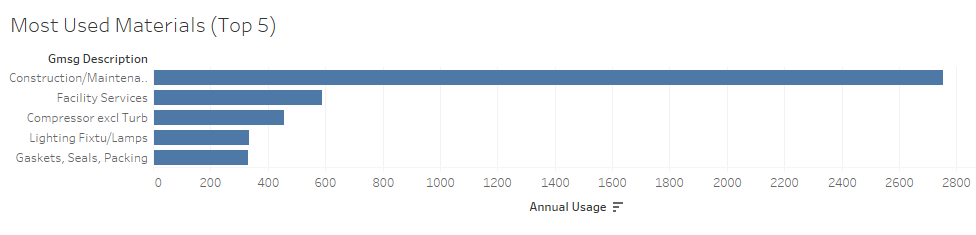 Most Used Materials (Top 5)
Gmsg Description
Construction/Maintena..
Facility Services
Compressor excl Turb
Lighting Fixtu/Lamps
Gaskets, Seals, Packing
0 200 400 600 800 1000 1200 1400 1600 1800 2000 2200 2400 2600 2800
Annual Usage